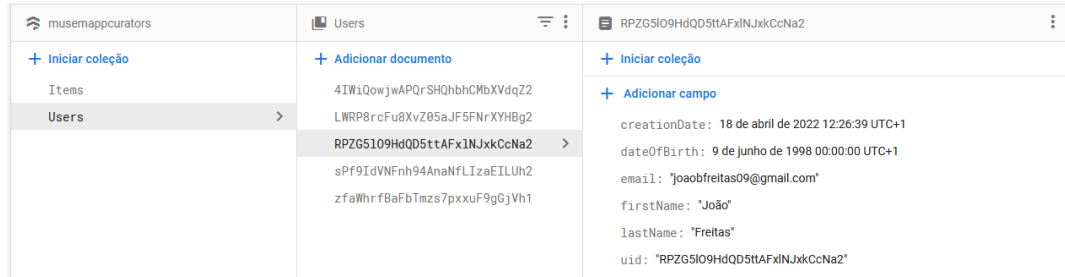 musemappcurators
Iniciar coleção
Items
Users
Users
Adicionar documento
4IWiQowjwAPQrSHQhbhCMbXVdqZ2
LWRP8rcFu8XvZ05aJF5FNrXYHBg2
RPZG5lO9HdQD5ttAFxlNJxkCcNa2
sPf9IdVNFnh94AnaNfLIzaEILUh2
zfaWhrfBaFbTmzs7pxxuF9gGjVh1
RPZG5lO9HdQD5ttAFxlNJxkCcNa2
Iniciar coleção
Adicionar campo
creationDate: 18 de abril de 2022 12:26:39 UTC+1
dateOfBirth: 9 de junho de 1998 00:00:00 UTC+1
email: "joaobfreitas09@gmail.com"
firstName: "João"
lastName: "Freitas"
uid: "RPZG5lO9HdQD5ttAFxlNJxkCcNa2"